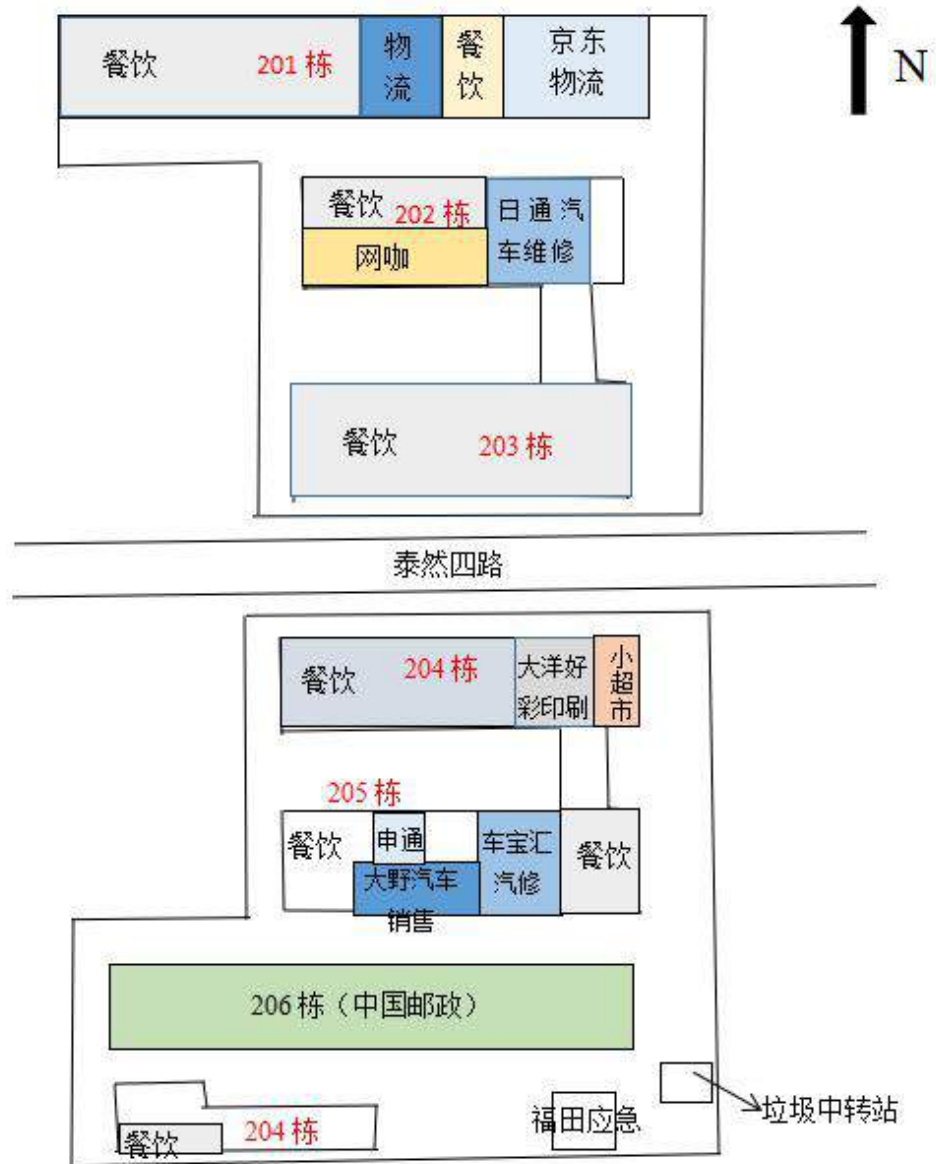 餐饮 201 栋 物 餐 京东
流 饮 物流
N
餐饮 202 栋 日通汽
网咖 车维修
餐饮 203 栋
泰然四路
餐饮 204 栋 大洋好
彩印刷
小
超
市
205 栋
餐饮 申通 车宝汇 餐饮
汽修
大野汽车
销售
206 栋（中国邮政）
餐饮 204 栋 福田应急 垃圾中转站